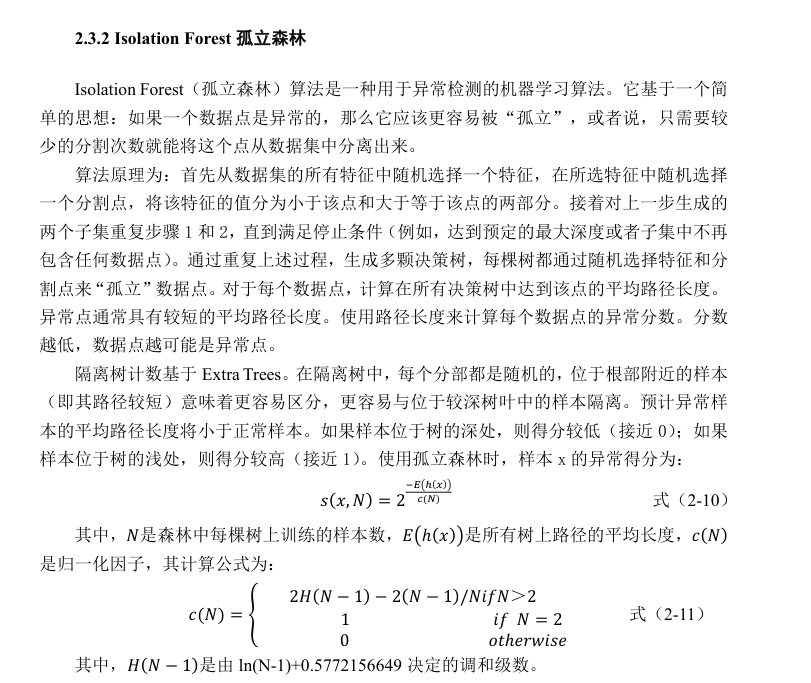 2.3.2 Isolation Forest 孤立森林
Isolation Forest（孤立森林）算法是一种用于异常检测的机器学习算法。它基于一个简
单的思想：如果一个数据点是异常的，那么它应该更容易被“孤立”，或者说，只需要较
少的分割次数就能将这个点从数据集中分离出来。
算法原理为：首先从数据集的所有特征中随机选择一个特征，在所选特征中随机选择
一个分割点，将该特征的值分为小于该点和大于等于该点的两部分。接着对上一步生成的
两个子集重复步骤 1 和 2，直到满足停止条件（例如，达到预定的最大深度或者子集中不再
包含任何数据点）。通过重复上述过程，生成多颗决策树，每棵树都通过随机选择特征和分
割点来“孤立”数据点。对于每个数据点，计算在所有决策树中达到该点的平均路径长度。
异常点通常具有较短的平均路径长度。使用路径长度来计算每个数据点的异常分数。分数
越低，数据点越可能是异常点。
隔离树计数基于 Extra Trees。在隔离树中，每个分部都是随机的，位于根部附近的样本
（即其路径较短）意味着更容易区分，更容易与位于较深树叶中的样本隔离。预计异常样
本的平均路径长度将小于正常样本。如果样本位于树的深处，则得分较低（接近 0）；如果
样本位于树的浅处，则得分较高（接近 1）。使用孤立森林时，样本 x 的异常得分为：
s(x, N) = 2^(−E(h(x))/c(N)) 式（2-10）
其中，N是森林中每棵树上训练的样本数，E(h(x))是所有树上路径的平均长度，c(N)
是归一化因子，其计算公式为：
2H(N − 1) − 2(N − 1)/NifN＞2
c(N) = { 1 if N = 2 式（2-11）
0 otherwise
其中，H(N − 1)是由 ln(N-1)+0.5772156649 决定的调和级数。